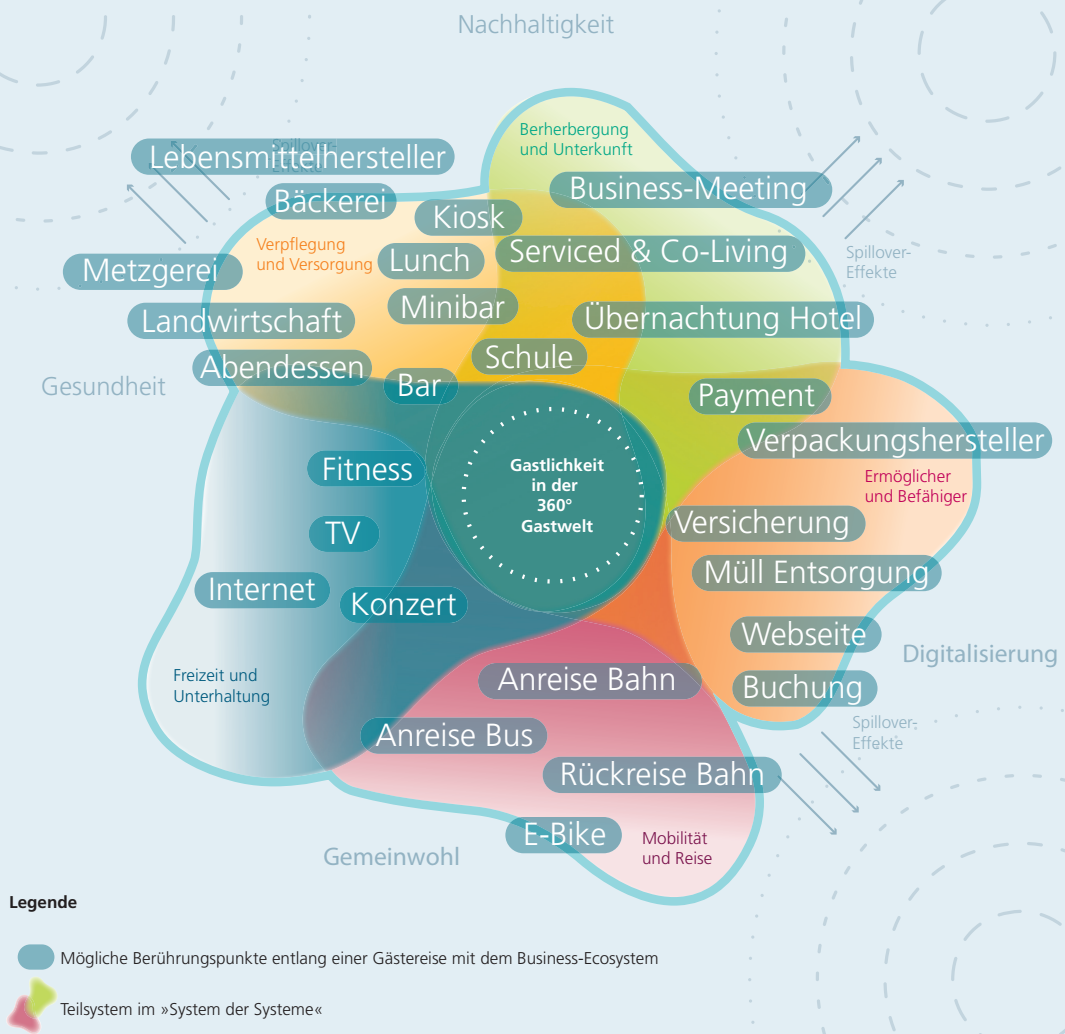 Nachhaltigkeit
Berherbergung
und Unterkunft
Spillover-
Effekte
Lebensmittelhersteller
Business-Meeting
Bäckerei
Kiosk
Verpflegung
und Versorgung
Lunch
Serviced & Co-Living
Spillover-
Effekte
Metzgerei
Minibar
Landwirtschaft
Übernachtung Hotel
Schule
Abendessen
Bar
Gesundheit
Payment
Verpackungshersteller
Fitness
Gastlichkeit
in der
360°
Gastwelt
Ermöglicher
und Befähiger
TV
Versicherung
Internet
Konzert
Müll Entsorgung
Webseite
Digitalisierung
Freizeit und
Unterhaltung
Anreise Bahn
Buchung
Anreise Bus
Spillover-
Effekte
Rückreise Bahn
E-Bike
Mobilität
und Reise
Gemeinwohl
Legende
Mögliche Berührungspunkte entlang einer Gästereise mit dem Business-Ecosystem
Teilsystem im »System der Systeme«